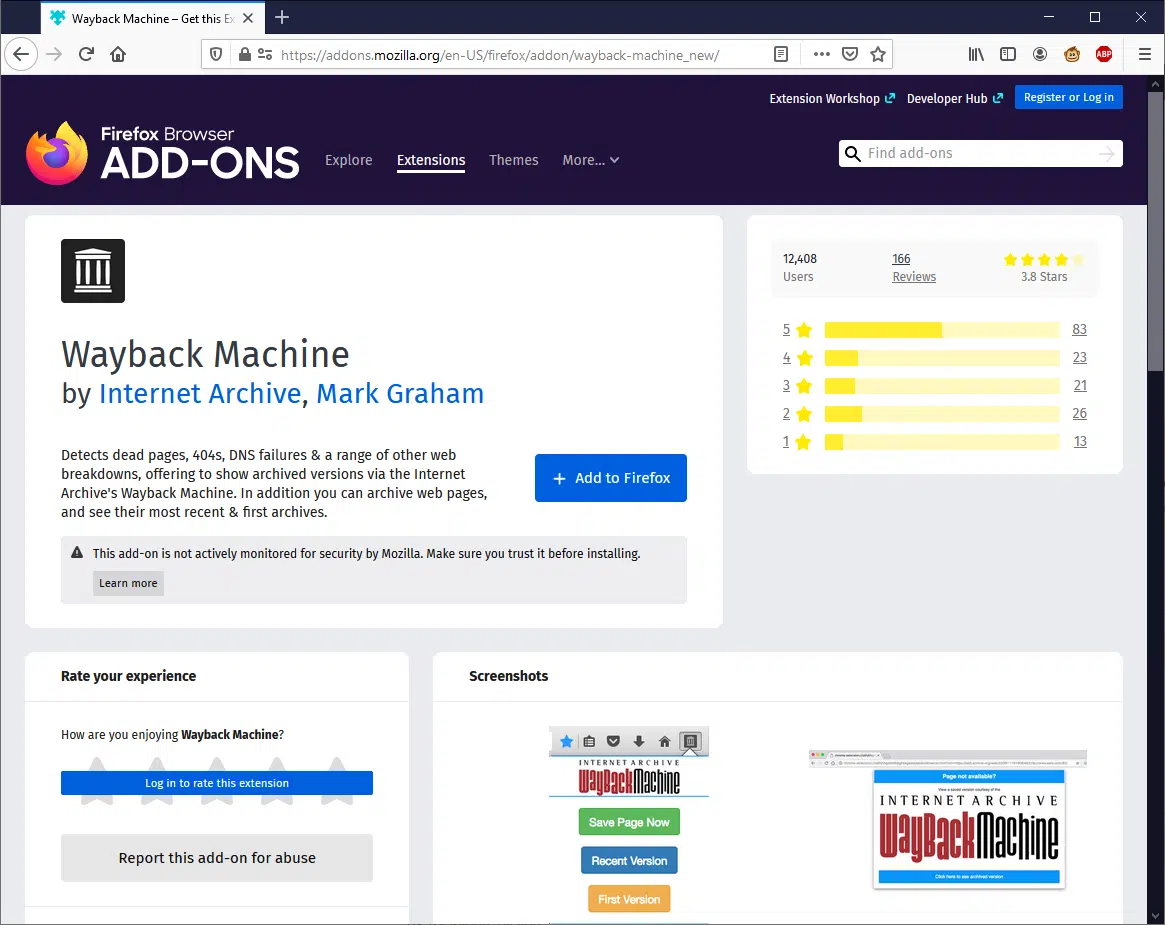 Wayback Machine – Get this Ex
https://addons.mozilla.org/en-US/firefox/addon/wayback-machine_new/
ABP
Extension Workshop
Developer Hub
Register or Log in
Firefox Browser
ADD-ONS
Explore
Extensions
Themes
More...
Find add-ons
Wayback Machine
by Internet Archive, Mark Graham
Detects dead pages, 404s, DNS failures & a range of other web
breakdowns, offering to show archived versions via the Internet
Archive's Wayback Machine. In addition you can archive web pages,
and see their most recent & first archives.
+ Add to Firefox
This add-on is not actively monitored for security by Mozilla. Make sure you trust it before installing.
Learn more
12,408
Users
166
Reviews
3.8 Stars
5 83
4 23
3 21
2 26
1 13
Rate your experience
How are you enjoying Wayback Machine?
Log in to rate this extension
Report this add-on for abuse
Screenshots
INTERNET ARCHIVE
WayBackMachine
Save Page Now
Recent Version
First Version
Page not available?
View a saved version courtesy of the
INTERNET ARCHIVE
WayBackMachine
Click here to see archived version